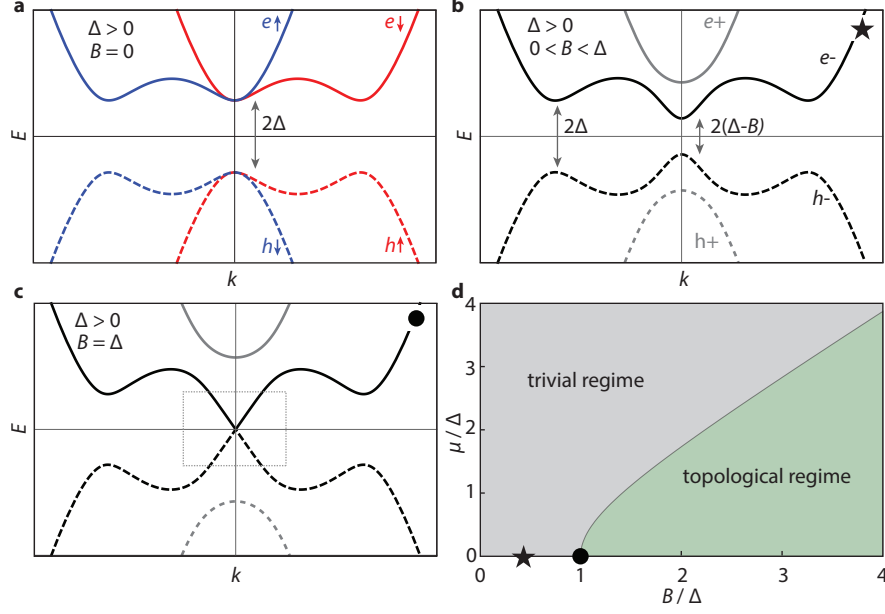 a
Δ > 0
B = 0
e↑
e↓
2Δ
E
h↓
h↑
k
b
Δ > 0
0 < B < Δ
e+
e-
2Δ
2(Δ-B)
E
h-
h+
k
c
Δ > 0
B = Δ
E
k
d
4
3
2
1
0
μ / Δ
trivial regime
topological regime
0
1
2
3
4
B / Δ